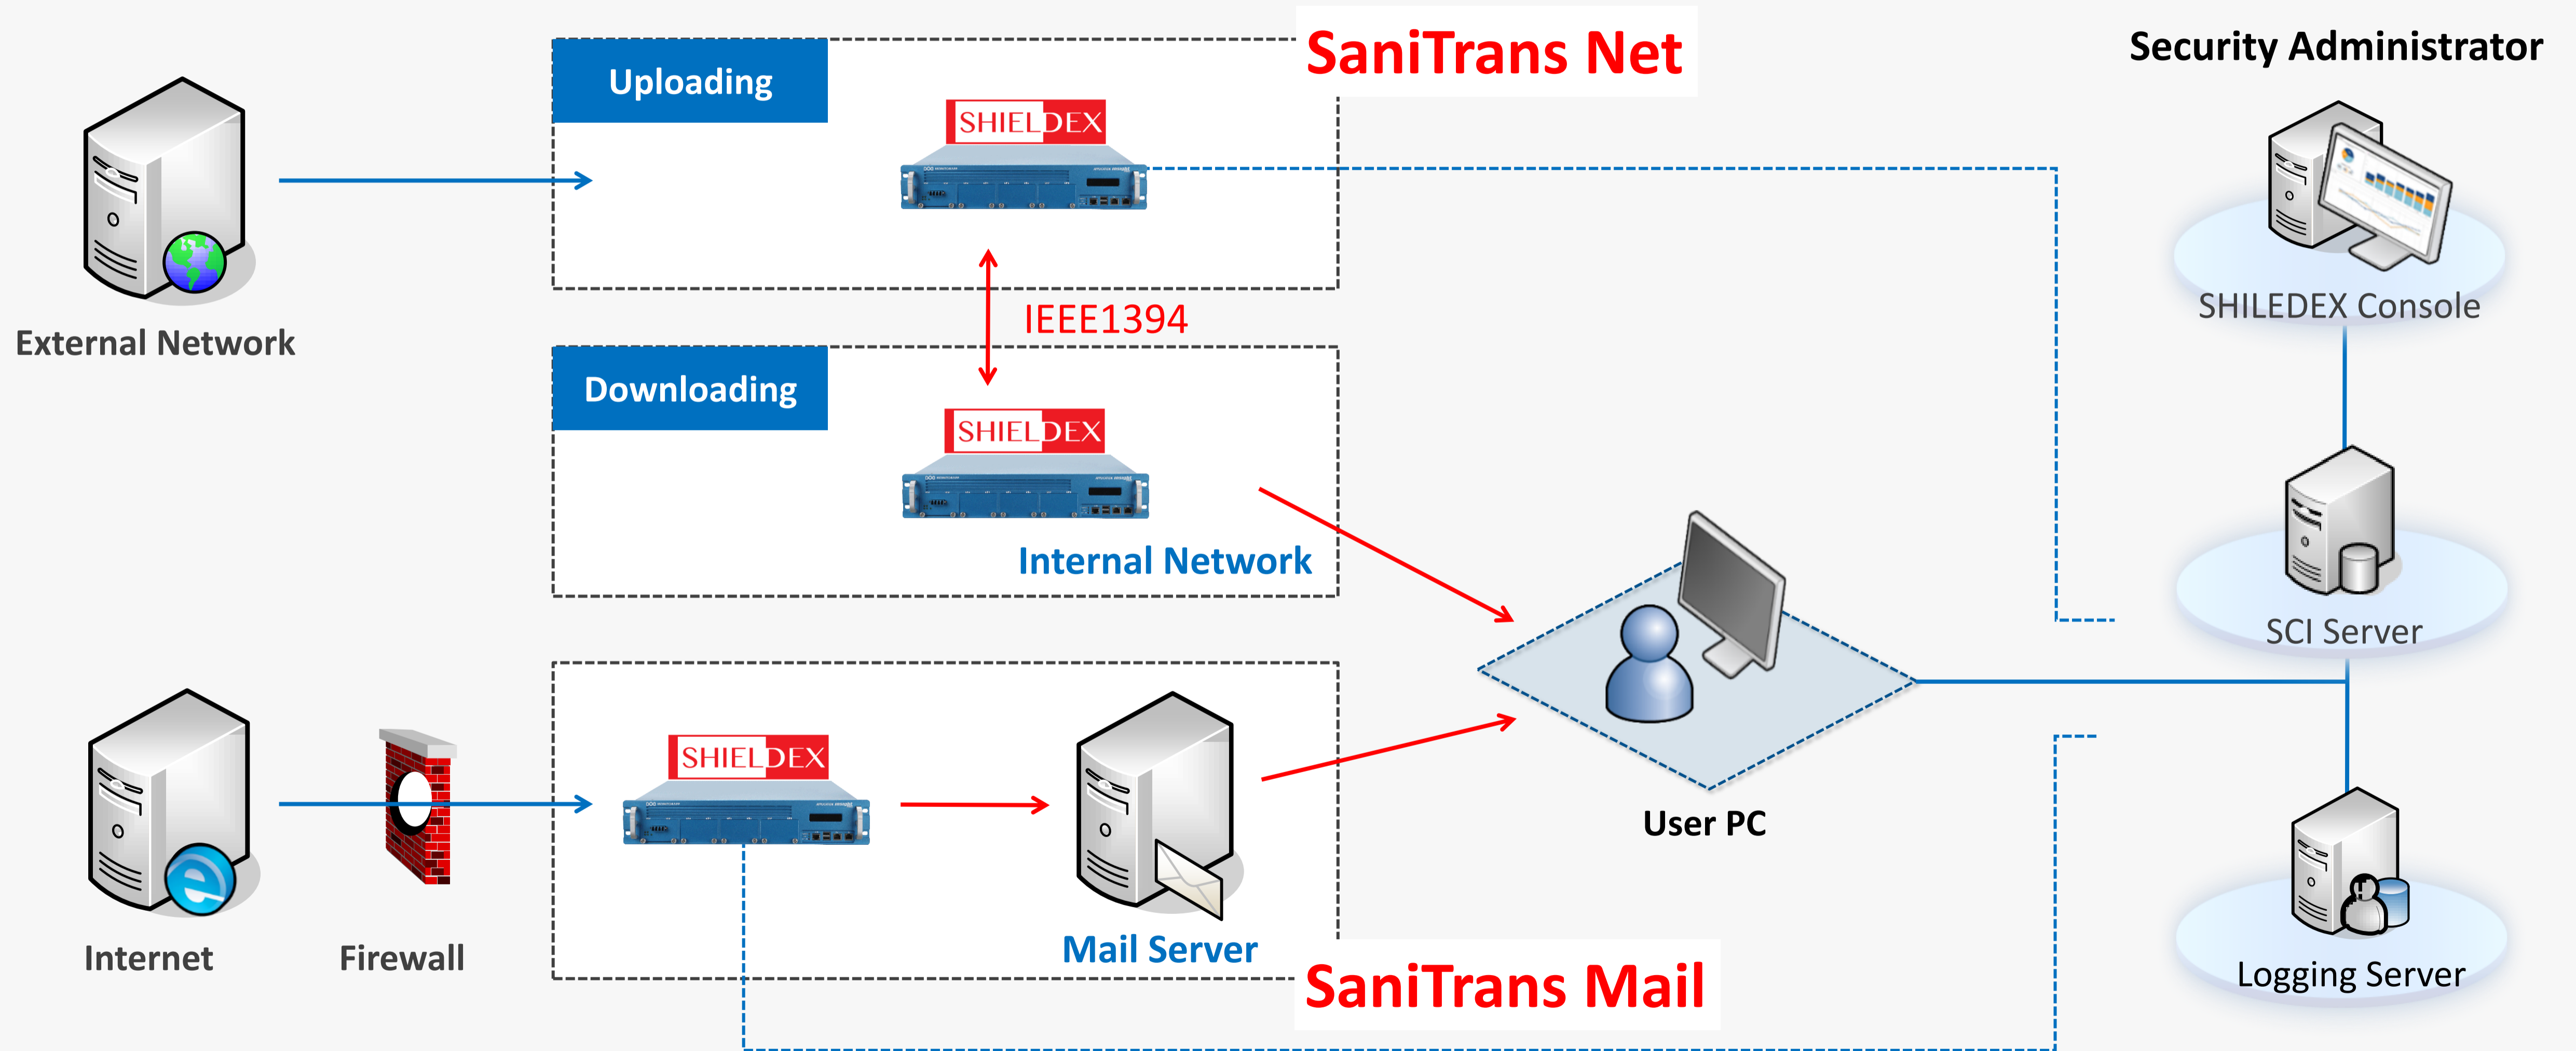 SaniTrans Net
Security Administrator
Uploading
SHIELDEX
External Network
IEEE1394
SHILEDEX Console
Downloading
SHIELDEX
Internal Network
SCI Server
User PC
SHIELDEX
Internet
Firewall
Mail Server
SaniTrans Mail
Logging Server